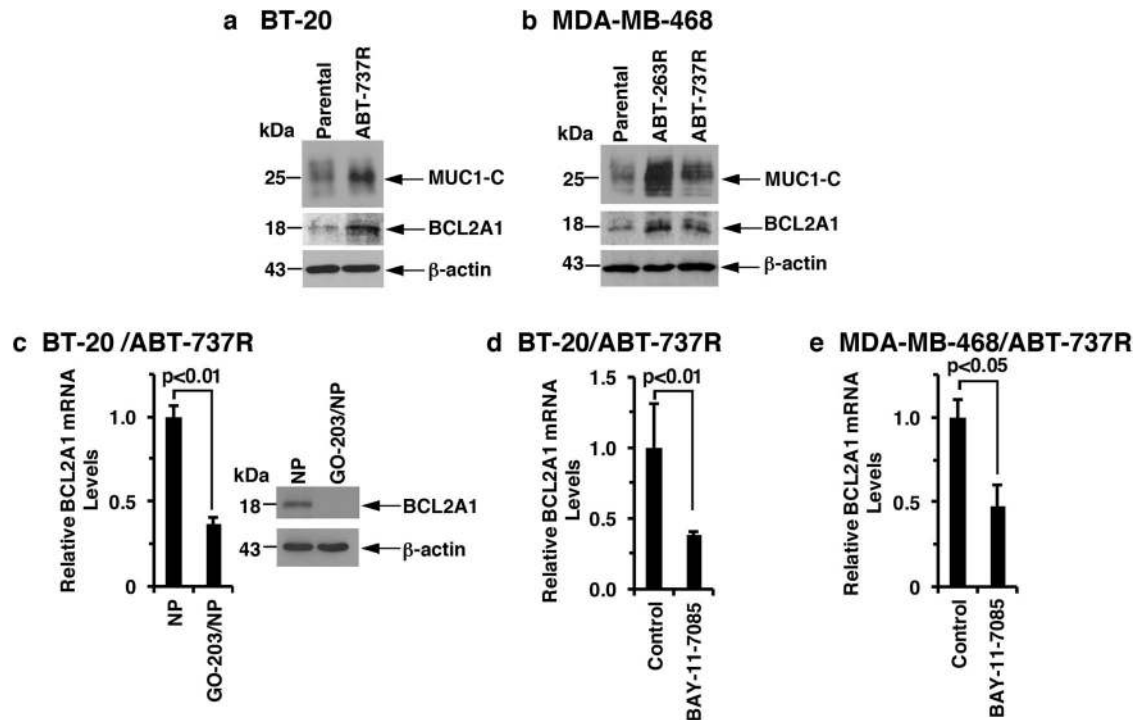 a BT-20
b MDA-MB-468
Parental
ABT-737R
kDa
25
MUC1-C
18
BCL2A1
43
β-actin
Parental
ABT-263R
ABT-737R
kDa
25
MUC1-C
18
BCL2A1
43
β-actin
c BT-20 /ABT-737R
Relative BCL2A1 mRNA
Levels
p<0.01
1.0
0.5
0
NP
GO-203/NP
kDa
NP
GO-203/NP
18
BCL2A1
43
β-actin
d BT-20/ABT-737R
Relative BCL2A1 mRNA
Levels
1.5
p<0.01
1.0
0.5
0.0
Control
BAY-11-7085
e MDA-MB-468/ABT-737R
Relative BCL2A1 mRNA
Levels
p<0.05
1.0
0.5
0
Control
BAY-11-7085